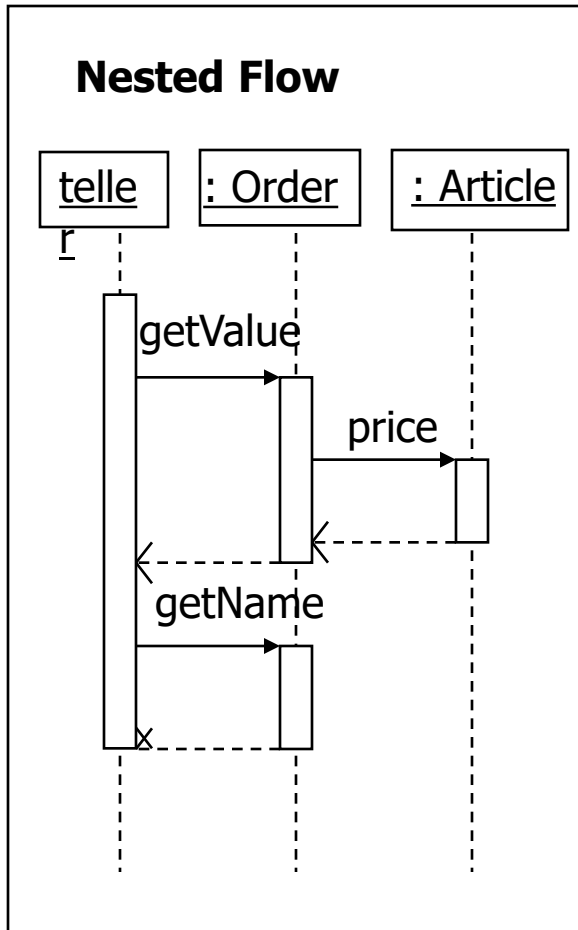 Nested Flow
telle
r
: Order
: Article
getValue
price
getName